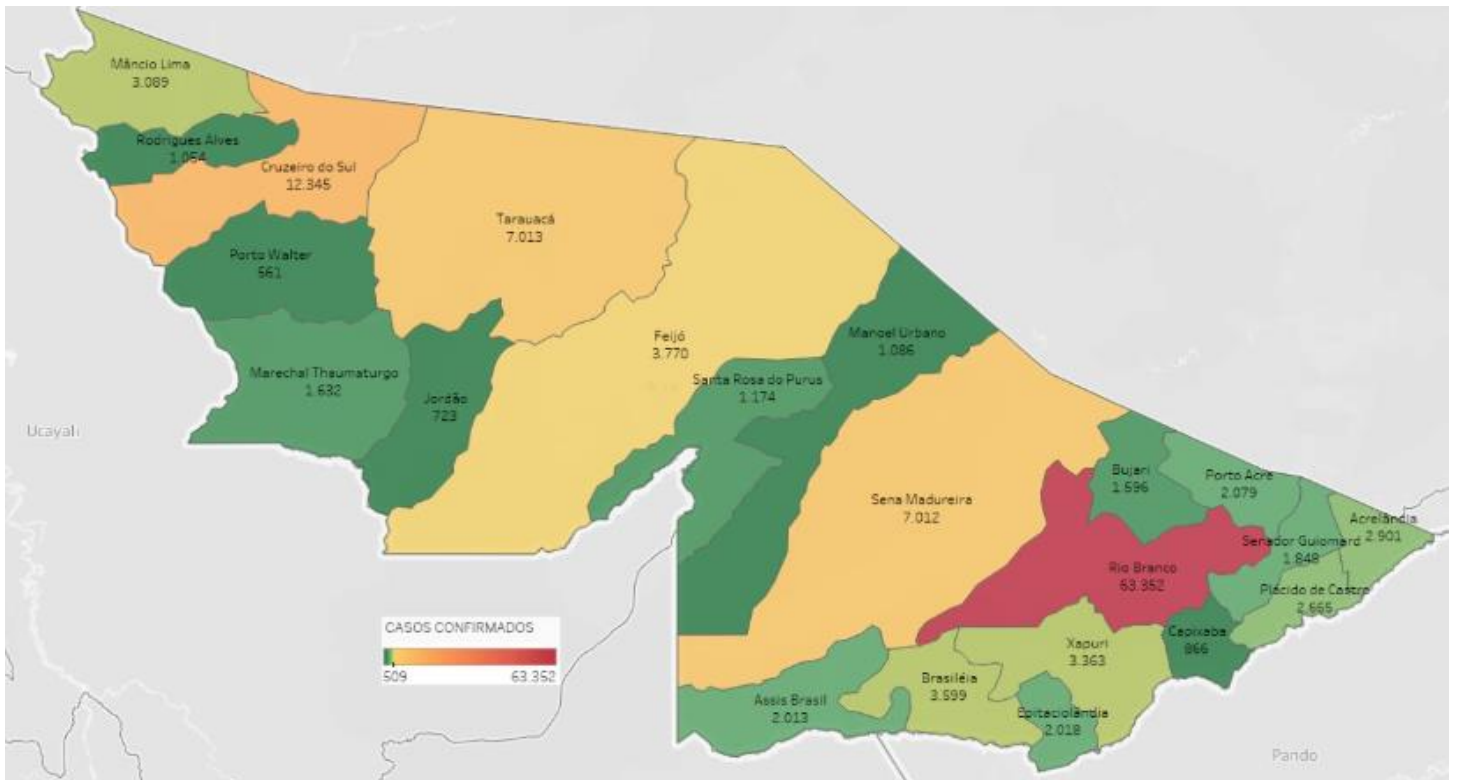 Mâncio Lima
3.089
Rodrigues Alves
1.054
Cruzeiro do Sul
12.345
Tarauacá
7.013
Porto Walter
561
Feijó
3.770
Manoel Urbano
1.086
Marechal Thaumaturgo
1.632
Jordão
723
Santa Rosa do Purus
1.174
Ucayali
Sena Madureira
7.012
Bujari
1.596
Porto Acre
2.079
Acrelândia
2.901
Senador Guiomard
1.848
Rio Branco
63.352
Plácido de Castro
2.665
CASOS CONFIRMADOS
509
63.352
Capixaba
866
Xapuri
3.363
Brasiléia
3.599
Assis Brasil
2.013
Epitaciolândia
2.018
Pando